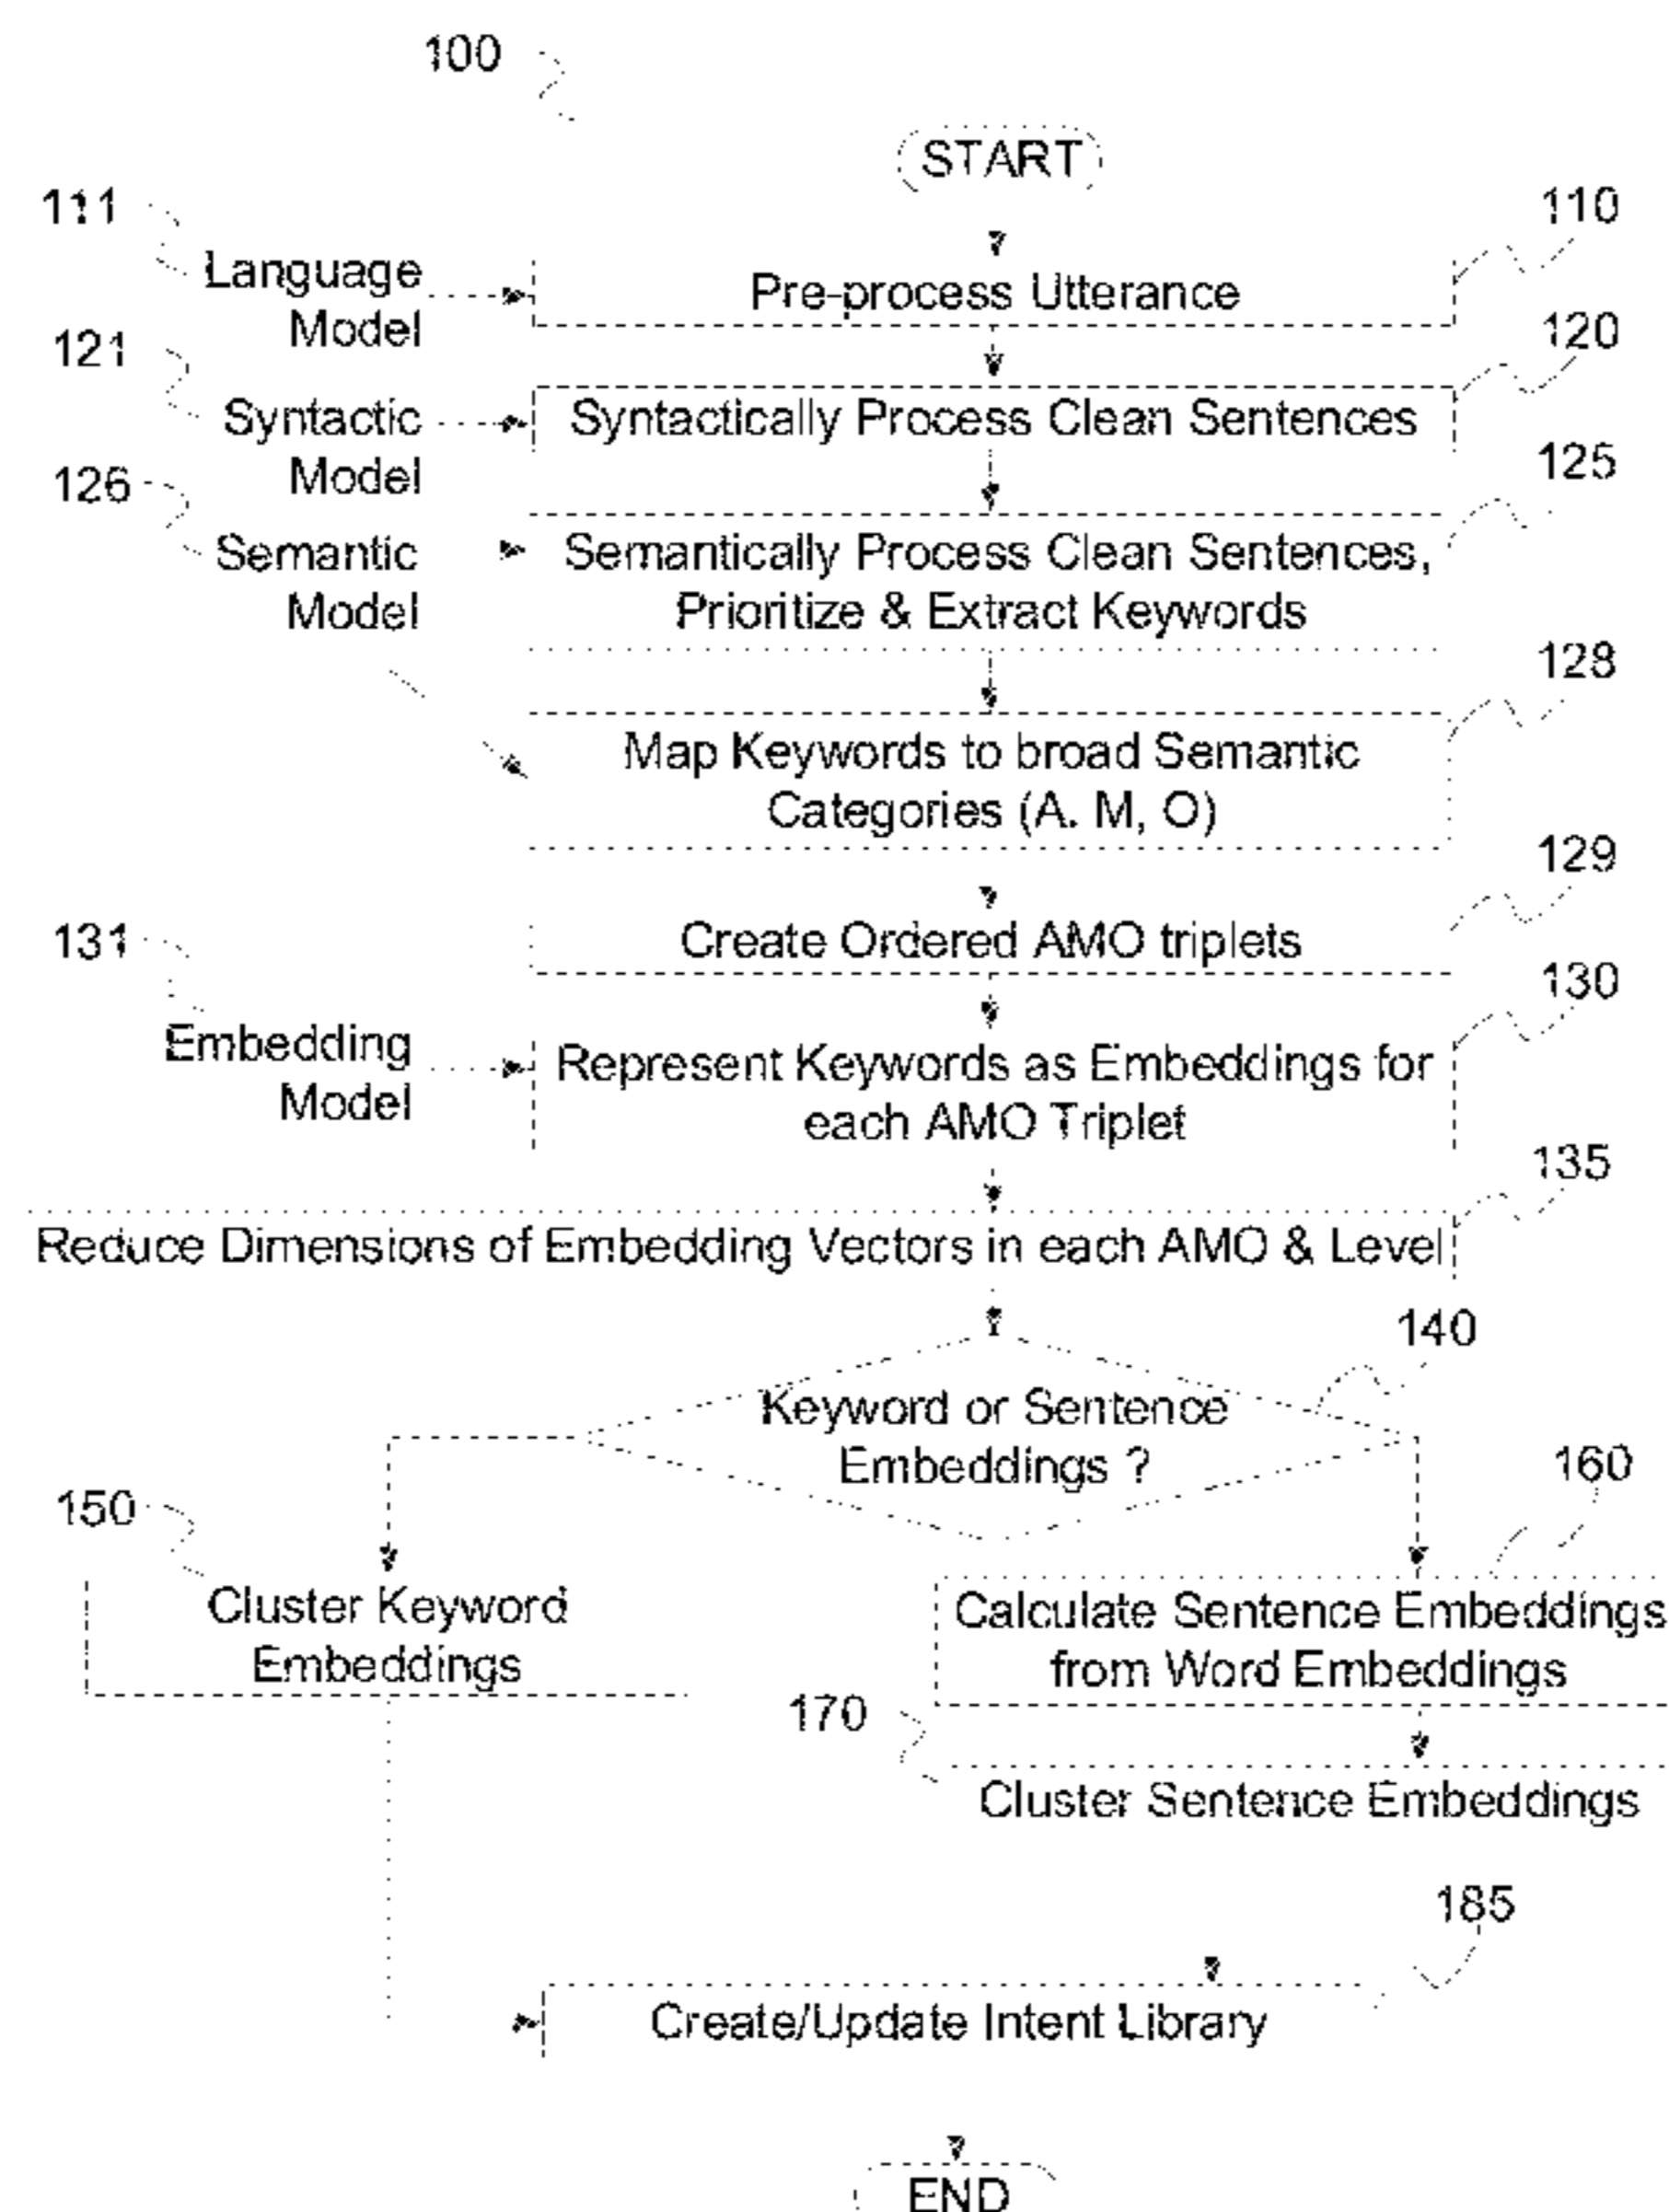 100
START
111
110
Language
Model
Pre-process Utterance
121
120
Syntactic
Model
Syntactically Process Clean Sentences
126
125
Semantic
Model
Semantically Process Clean Sentences,
Prioritize & Extract Keywords
128
Map Keywords to broad Semantic
Categories (A. M, O)
129
Create Ordered AMO triplets
131
130
Embedding
Model
Represent Keywords as Embeddings for
each AMO Triplet
135
Reduce Dimensions of Embedding Vectors in each AMO & Level
140
Keyword or Sentence
Embeddings ?
150
160
Cluster Keyword
Embeddings
Calculate Sentence Embeddings
from Word Embeddings
170
Cluster Sentence Embeddings
185
Create/Update Intent Library
END